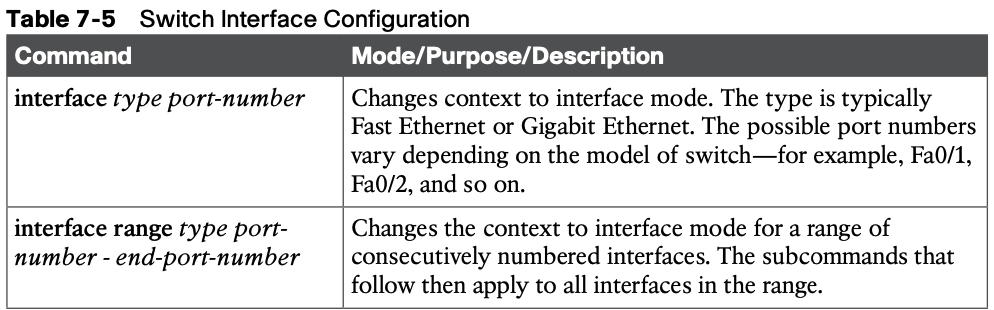 Table 7-5 Switch Interface Configuration
Command Mode/Purpose/Description
interface type port-number
Changes context to interface mode. The type is typically
Fast Ethernet or Gigabit Ethernet. The possible port numbers
vary depending on the model of switch—for example, Fa0/1,
Fa0/2, and so on.
interface range type port-
number - end-port-number
Changes the context to interface mode for a range of
consecutively numbered interfaces. The subcommands that
follow then apply to all interfaces in the range.